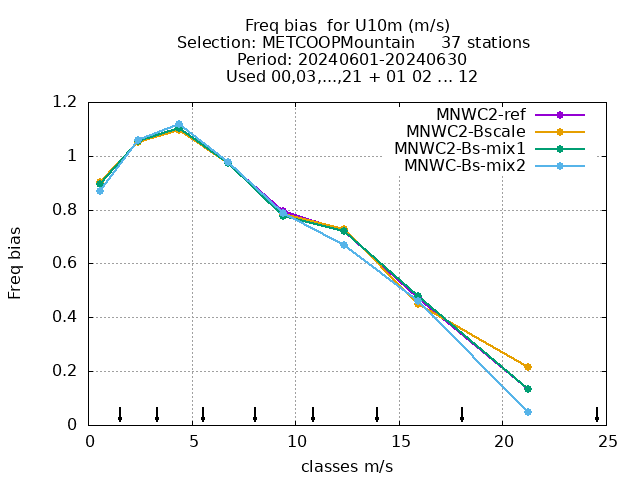 Freq bias  for U10m (m/s)
Selection: METCOOPMountain     37 stations
Period: 20240601-20240630
Used 00,03,...,21 + 01 02 ... 12
MNWC2-ref
MNWC2-Bscale
MNWC2-Bs-mix1
MNWC-Bs-mix2
Freq bias
1.2
1
0.8
0.6
0.4
0.2
0
0 5 10 15 20 25
classes m/s